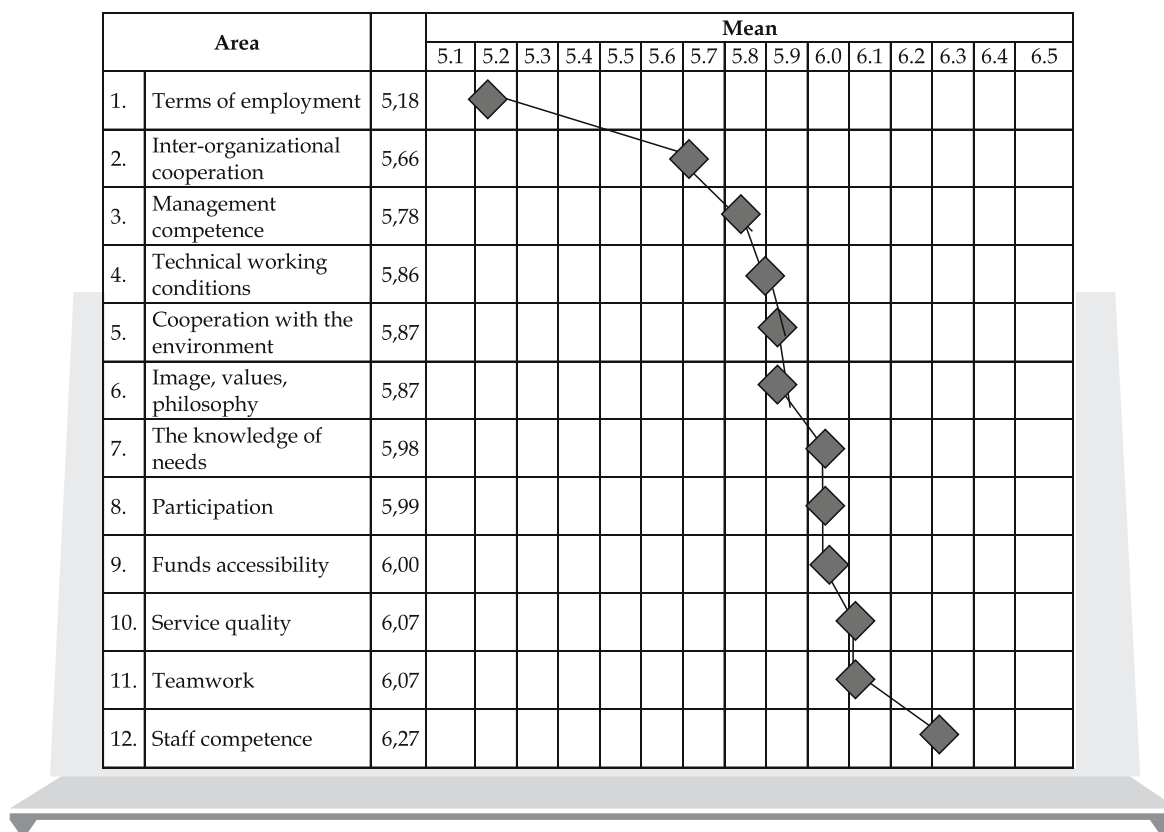 Area Mean
5.1 5.2 5.3 5.4 5.5 5.6 5.7 5.8 5.9 6.0 6.1 6.2 6.3 6.4 6.5
1. Terms of employment 5,18
2. Inter-organizational
cooperation 5,66
3. Management
competence 5,78
4. Technical working
conditions 5,86
5. Cooperation with the
environment 5,87
6. Image, values,
philosophy 5,87
7. The knowledge of
needs 5,98
8. Participation 5,99
9. Funds accessibility 6,00
10. Service quality 6,07
11. Teamwork 6,07
12. Staff competence 6,27